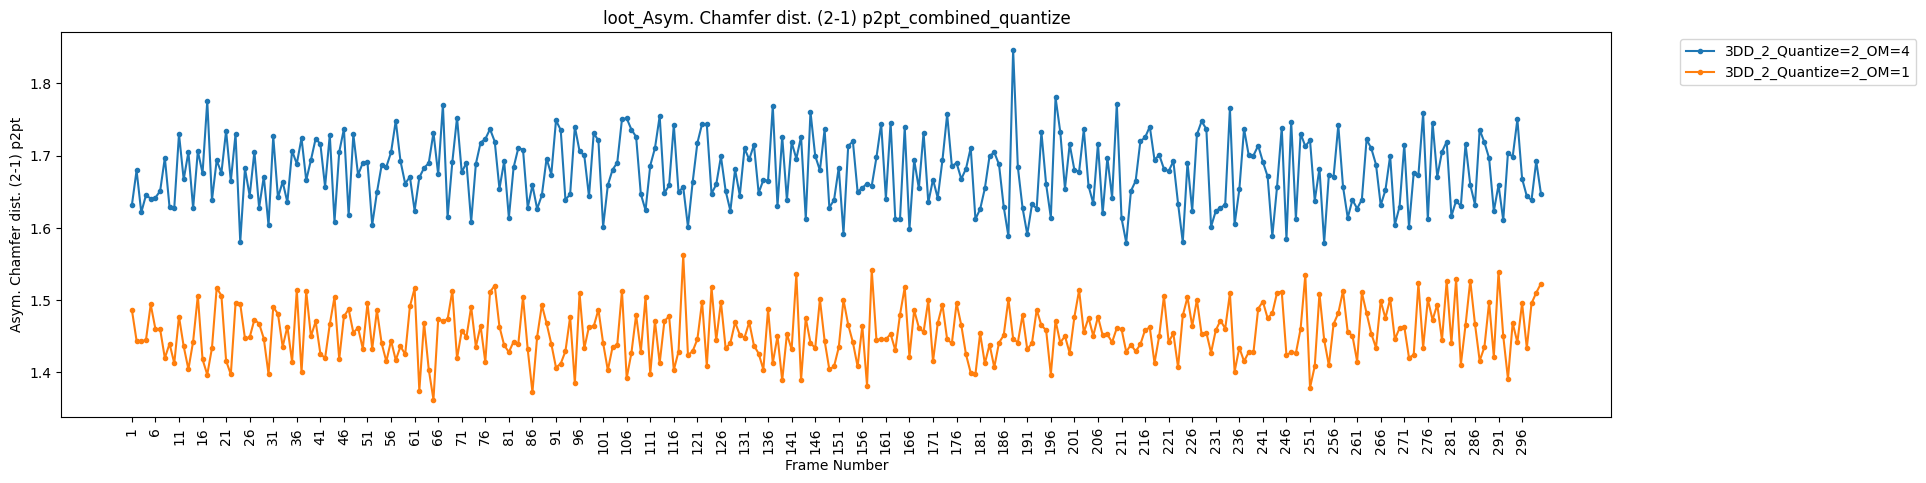 loot_Asym. Chamfer dist. (2-1) p2pt_combined_quantize
3DD_2_Quantize=2_OM=4
3DD_2_Quantize=2_OM=1
Asym. Chamfer dist. (2-1) p2pt
1.8
1.7
1.6
1.5
1.4
1 6 11 16 21 26 31 36 41 46 51 56 61 66 71 76 81 86 91 96 101 106 111 116 121 126 131 136 141 146 151 156 161 166 171 176 181 186 191 196 201 206 211 216 221 226 231 236 241 246 251 256 261 266 271 276 281 286 291 296
Frame Number